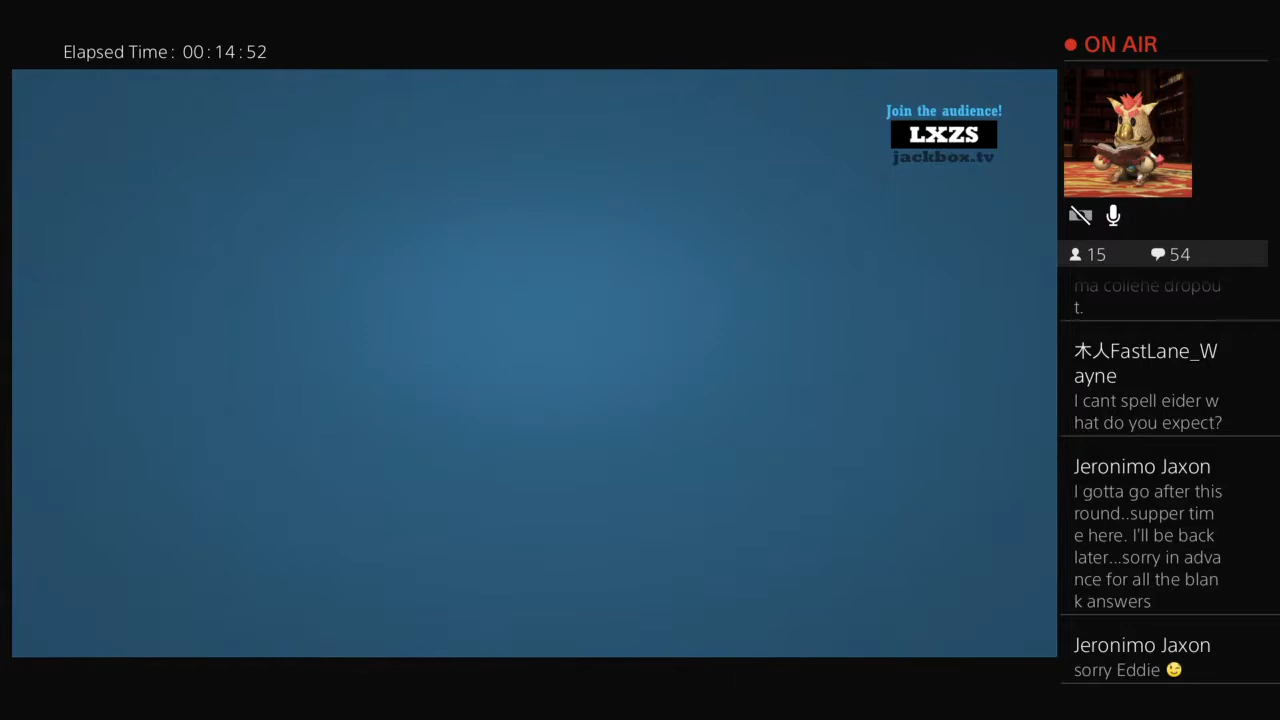 Elapsed Time: 00:14:52
ON AIR
Join the audience!
LXZS
jackbox.tv
15 54
ma collehe dropou
t.
木人FastLane_W
ayne
I cant spell eider w
hat do you expect?
Jeronimo Jaxon
I gotta go after this
round..supper tim
e here. I'll be back
later...sorry in adva
nce for all the blan
k answers
Jeronimo Jaxon
sorry Eddie 😉